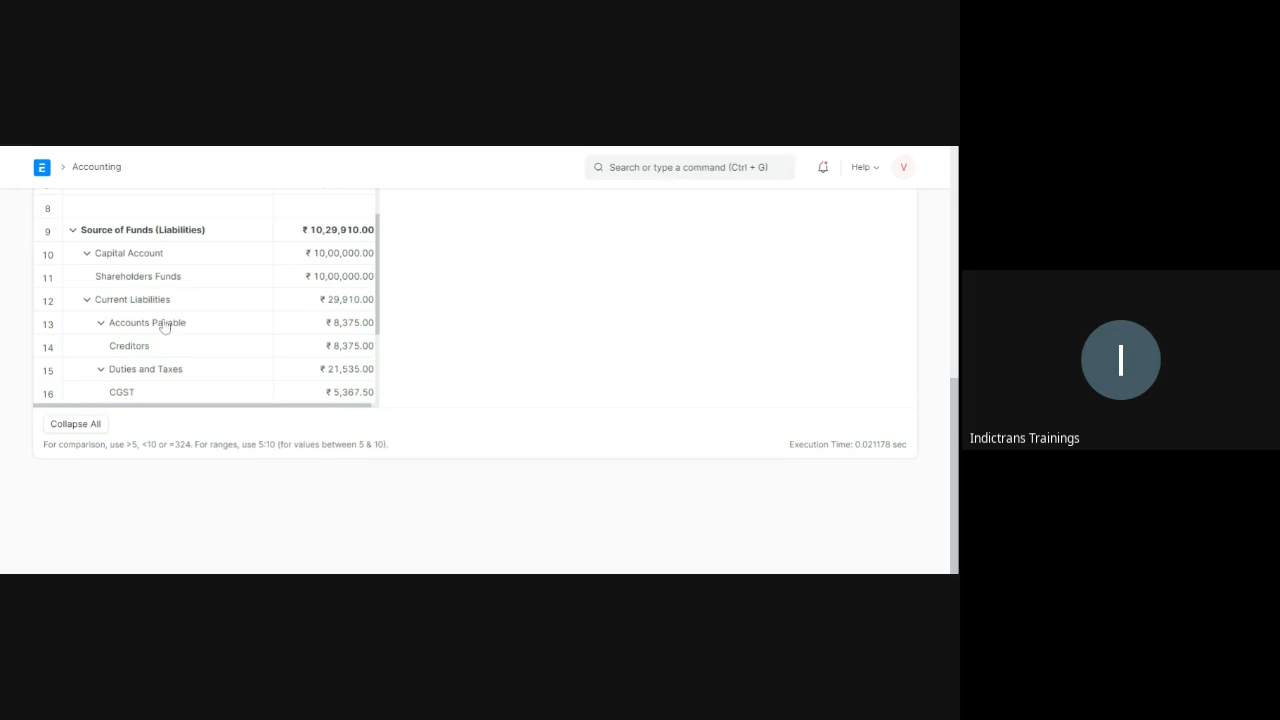 E > Accounting Search or type a command (Ctrl + G) Help V
8
9 Source of Funds (Liabilities) ₹ 10,29,910.00
10 Capital Account ₹ 10,00,000.00
11 Shareholders Funds ₹ 10,00,000.00
12 Current Liabilities ₹ 29,910.00
13 Accounts Payable ₹ 8,375.00
14 Creditors ₹ 8,375.00
15 Duties and Taxes ₹ 21,535.00
16 CGST ₹ 5,367.50
Collapse All
For comparison, use >5, <10 or =324. For ranges, use 5:10 (for values between 5 & 10). Execution Time: 0.021178 sec
I
Indictrans Trainings